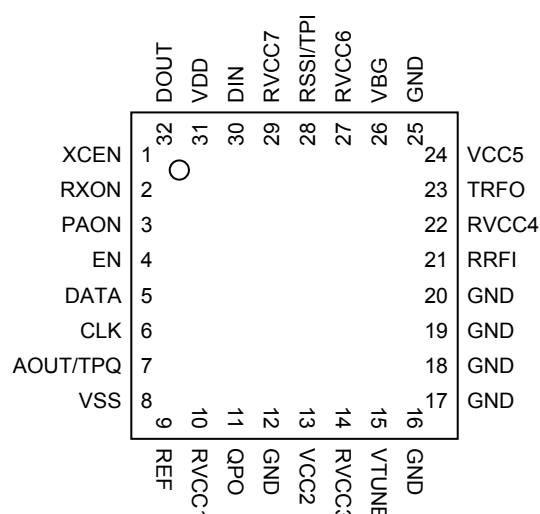 DOUT
VDD
DIN
RVCC7
RSSI/TPI
RVCC6
VBG
GND
32 31 30 29 28 27 26 25
XCEN 1 24 VCC5
RXON 2 23 TRFO
PAON 3 22 RVCC4
EN 4 21 RRFI
DATA 5 20 GND
CLK 6 19 GND
AOUT/TPQ 7 18 GND
VSS 8 17 GND
9 10 11 12 13 14 15 16
REF
QPO
GND
VCC2
VTUNE
GND